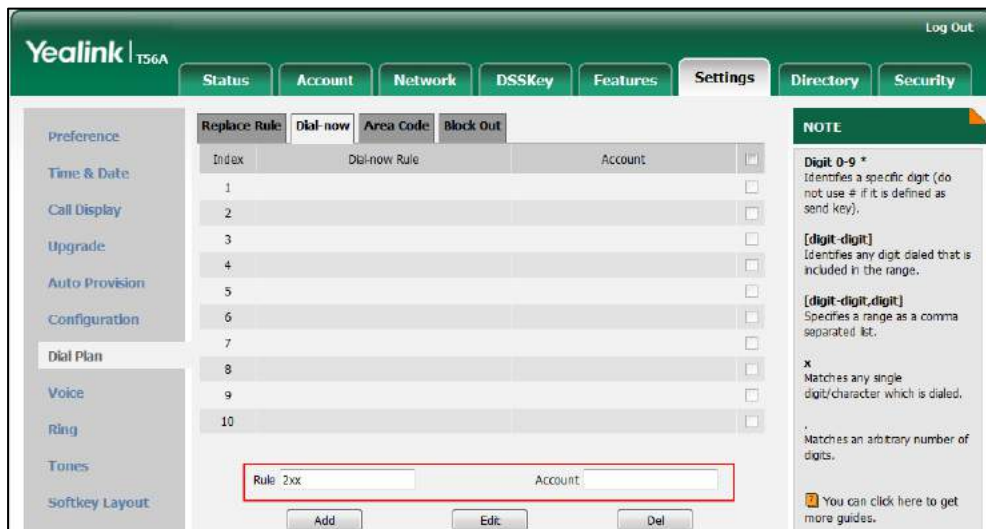 Log Out
Yealink | T56A
Status Account Network DSSKey Features Settings Directory Security
Preference
Time & Date
Call Display
Upgrade
Auto Provision
Configuration
Dial Plan
Voice
Ring
Tones
Softkey Layout
Replace Rule Dial-now Area Code Block Out
Index Dial-now Rule Account
1
2
3
4
5
6
7
8
9
10
Rule 2xx Account
Add Edit Del
NOTE
Digit 0-9 *
Identifies a specific digit (do
not use # if it is defined as
send key).
[digit-digit]
Identifies any digit dialed that is
included in the range.
[digit-digit,digit]
Specifies a range as a comma
separated list.
x
Matches any single
digit/character which is dialed.
.
Matches an arbitrary number of
digits.
You can click here to get
more guides.